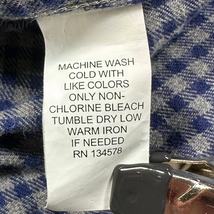 MACHINE WASH
COLD WITH
LIKE COLORS
ONLY NON-
CHLORINE BLEACH
TUMBLE DRY LOW
WARM IRON
IF NEEDED
RN 134578